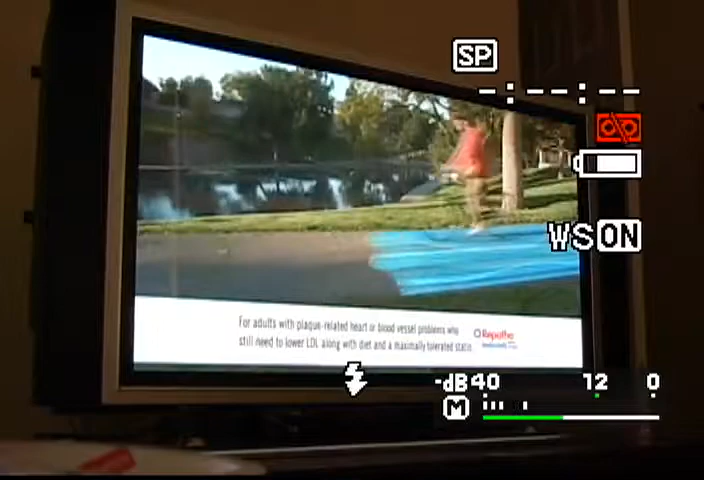 SP
--:--:--
WS ON
For adults with plaque-related heart or blood vessel problems who
still need to lower LDL along with diet and a maximally tolerated statin.
Repatha
-dB 40 12 0
M